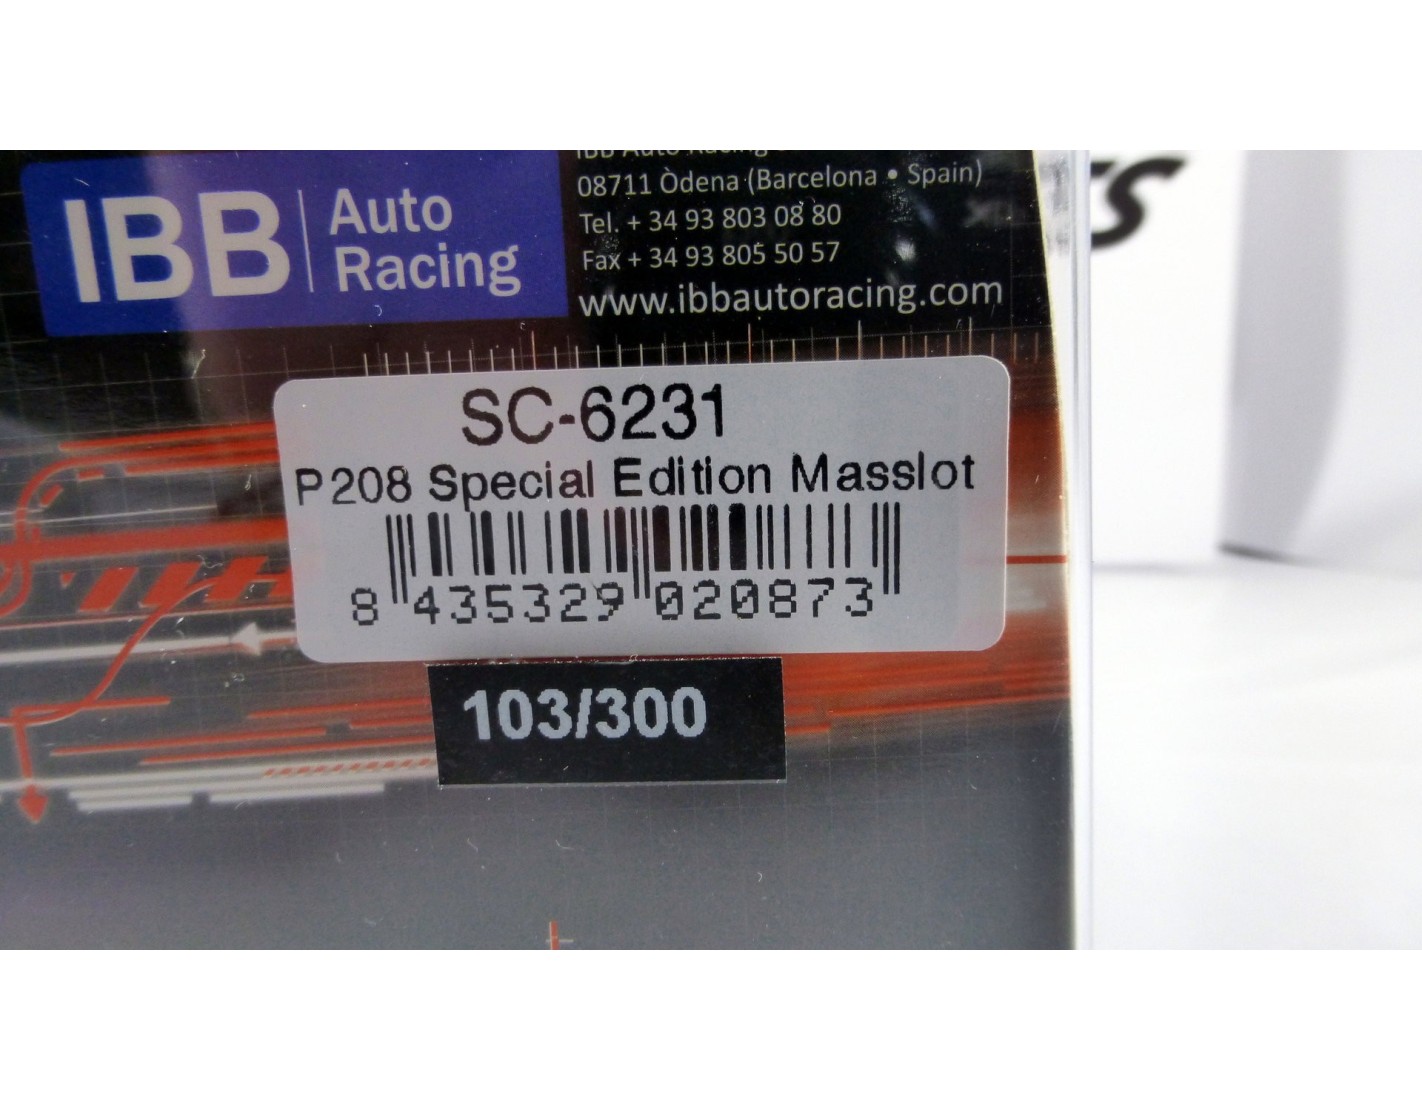 IBB Auto Racing
08711 Òdena (Barcelona • Spain)
Tel. + 34 93 803 08 80
Fax + 34 93 805 50 57
www.ibbautoracing.com
SC-6231
P208 Special Edition Masslot
8 435329 020873
103/300